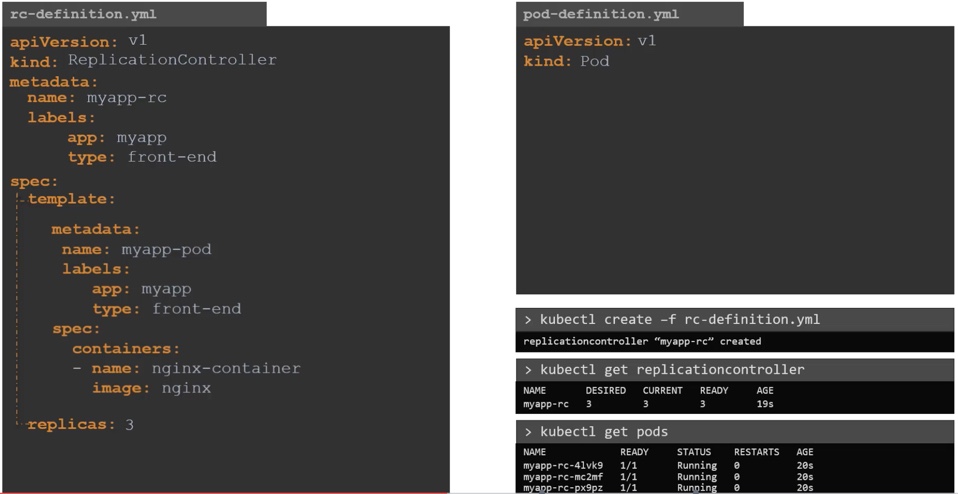 rc-definition.yml
apiVersion: v1
kind: ReplicationController
metadata:
name: myapp-rc
labels:
app: myapp
type: front-end
spec:
template:
metadata:
name: myapp-pod
labels:
app: myapp
type: front-end
spec:
containers:
- name: nginx-container
image: nginx
replicas: 3
pod-definition.yml
apiVersion: v1
kind: Pod
> kubectl create –f rc-definition.yml
replicationcontroller “myapp-rc” created
> kubectl get replicationcontroller
NAME DESIRED CURRENT READY AGE
myapp-rc 3 3 3 19s
> kubectl get pods
NAME READY STATUS RESTARTS AGE
myapp-rc-4lvk9 1/1 Running 0 20s
myapp-rc-mc2mf 1/1 Running 0 20s
myapp-rc-px9pz 1/1 Running 0 20s